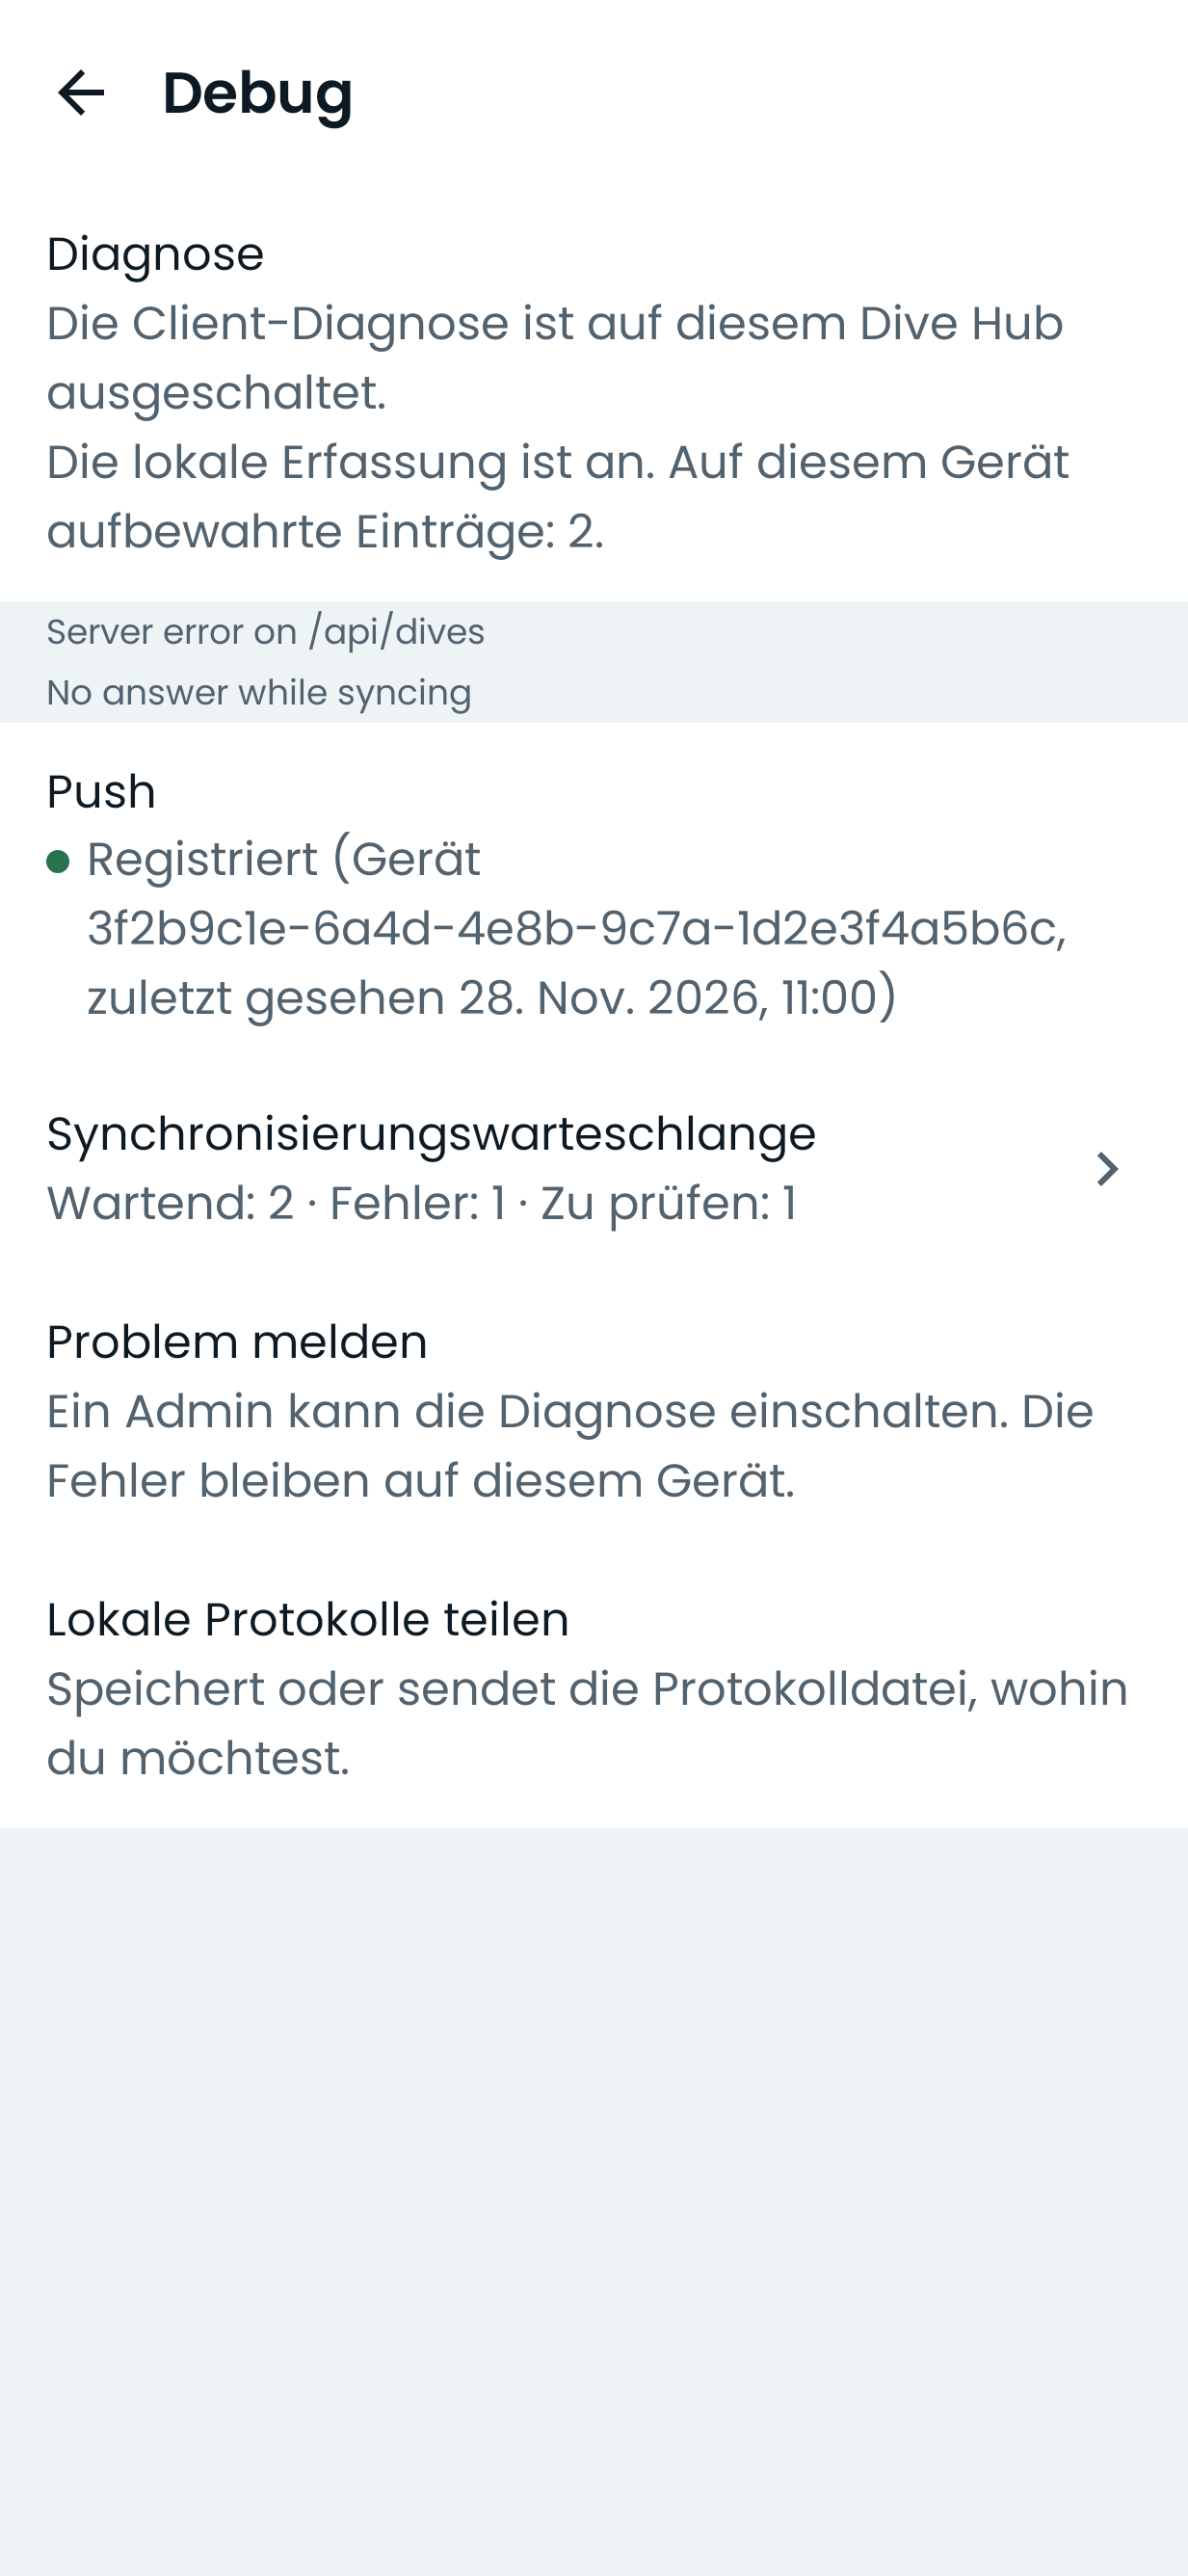 Debug
Diagnose
Die Client-Diagnose ist auf diesem Dive Hub
ausgeschaltet.
Die lokale Erfassung ist an. Auf diesem Gerät
aufbewahrte Einträge: 2.
Server error on /api/dives
No answer while syncing
Push
Registriert (Gerät
3f2b9c1e-6a4d-4e8b-9c7a-1d2e3f4a5b6c,
zuletzt gesehen 28. Nov. 2026, 11:00)
Synchronisierungswarteschlange
Wartend: 2 · Fehler: 1 · Zu prüfen: 1
Problem melden
Ein Admin kann die Diagnose einschalten. Die
Fehler bleiben auf diesem Gerät.
Lokale Protokolle teilen
Speichert oder sendet die Protokolldatei, wohin
du möchtest.